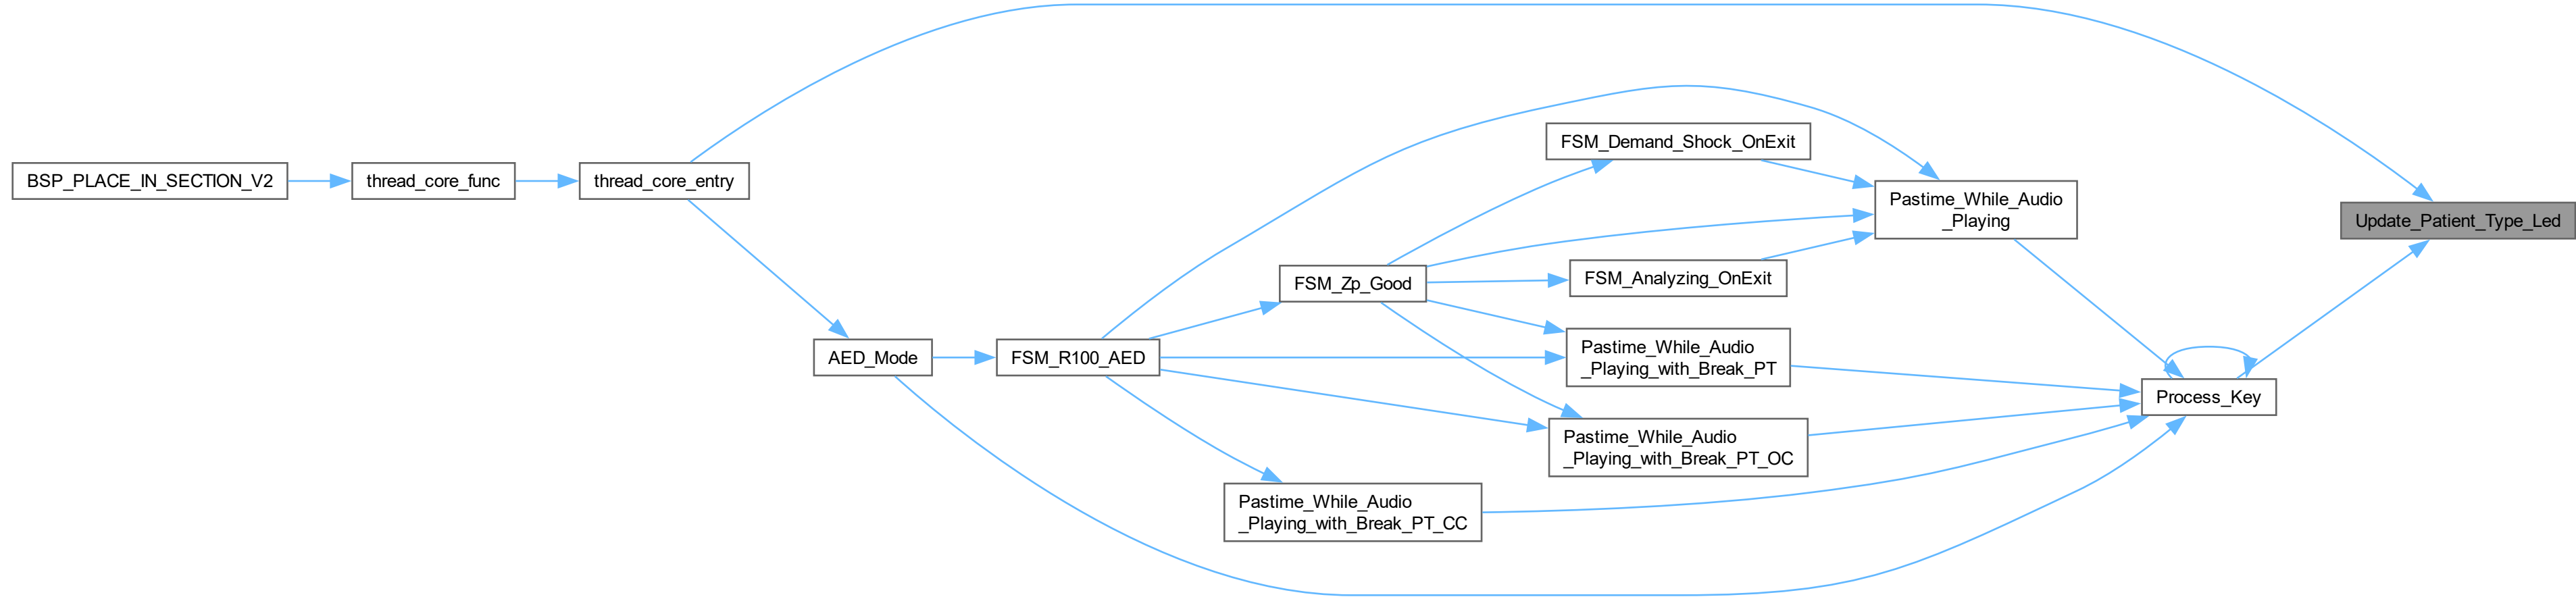 BSP_PLACE_IN_SECTION_V2
thread_core_func
thread_core_entry
AED_Mode
FSM_R100_AED
FSM_Zp_Good
FSM_Demand_Shock_OnExit
Pastime_While_Audio
_Playing
FSM_Analyzing_OnExit
Pastime_While_Audio
_Playing_with_Break_PT
Pastime_While_Audio
_Playing_with_Break_PT_OC
Pastime_While_Audio
_Playing_with_Break_PT_CC
Process_Key
Update_Patient_Type_Led